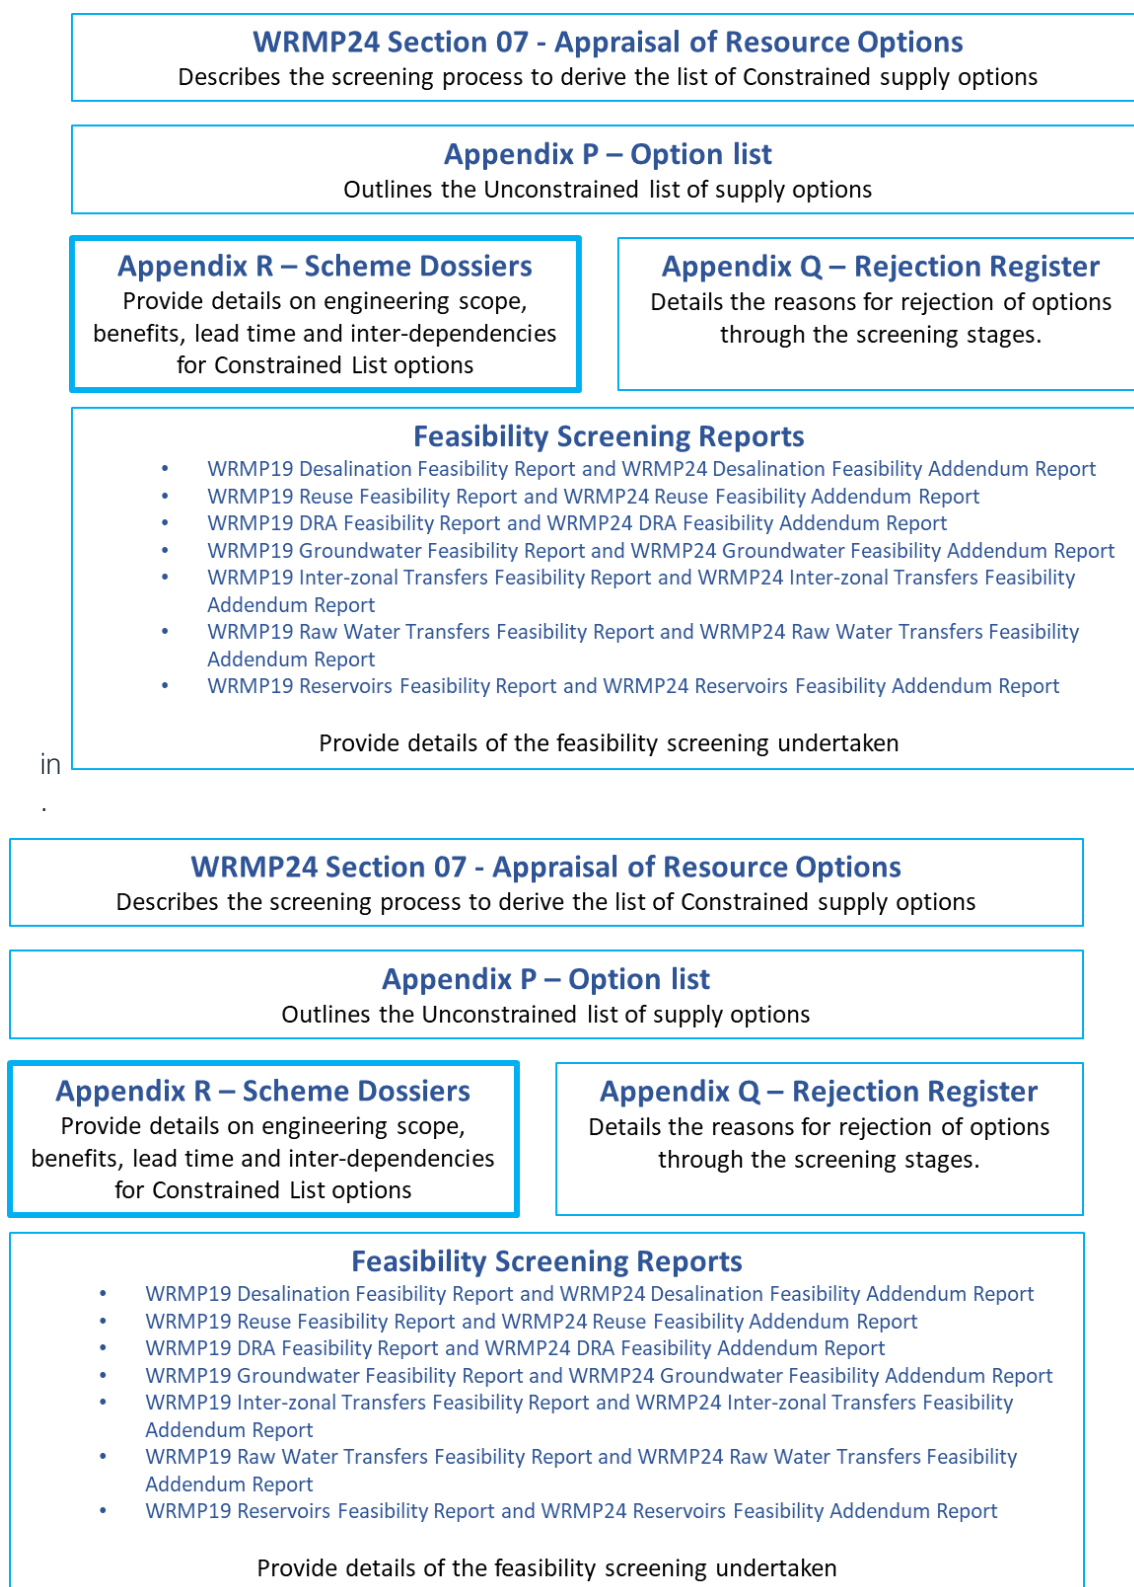 WRMP24 Section 07 - Appraisal of Resource Options
Describes the screening process to derive the list of Constrained supply options
Appendix P – Option list
Outlines the Unconstrained list of supply options
Appendix R – Scheme Dossiers
Provide details on engineering scope,
benefits, lead time and inter-dependencies
for Constrained List options
Appendix Q – Rejection Register
Details the reasons for rejection of options
through the screening stages.
Feasibility Screening Reports
• WRMP19 Desalination Feasibility Report and WRMP24 Desalination Feasibility Addendum Report
• WRMP19 Reuse Feasibility Report and WRMP24 Reuse Feasibility Addendum Report
• WRMP19 DRA Feasibility Report and WRMP24 DRA Feasibility Addendum Report
• WRMP19 Groundwater Feasibility Report and WRMP24 Groundwater Feasibility Addendum Report
• WRMP19 Inter-zonal Transfers Feasibility Report and WRMP24 Inter-zonal Transfers Feasibility
Addendum Report
• WRMP19 Raw Water Transfers Feasibility Report and WRMP24 Raw Water Transfers Feasibility
Addendum Report
• WRMP19 Reservoirs Feasibility Report and WRMP24 Reservoirs Feasibility Addendum Report
Provide details of the feasibility screening undertaken
in
.
WRMP24 Section 07 - Appraisal of Resource Options
Describes the screening process to derive the list of Constrained supply options
Appendix P – Option list
Outlines the Unconstrained list of supply options
Appendix R – Scheme Dossiers
Provide details on engineering scope,
benefits, lead time and inter-dependencies
for Constrained List options
Appendix Q – Rejection Register
Details the reasons for rejection of options
through the screening stages.
Feasibility Screening Reports
• WRMP19 Desalination Feasibility Report and WRMP24 Desalination Feasibility Addendum Report
• WRMP19 Reuse Feasibility Report and WRMP24 Reuse Feasibility Addendum Report
• WRMP19 DRA Feasibility Report and WRMP24 DRA Feasibility Addendum Report
• WRMP19 Groundwater Feasibility Report and WRMP24 Groundwater Feasibility Addendum Report
• WRMP19 Inter-zonal Transfers Feasibility Report and WRMP24 Inter-zonal Transfers Feasibility
Addendum Report
• WRMP19 Raw Water Transfers Feasibility Report and WRMP24 Raw Water Transfers Feasibility
Addendum Report
• WRMP19 Reservoirs Feasibility Report and WRMP24 Reservoirs Feasibility Addendum Report
Provide details of the feasibility screening undertaken